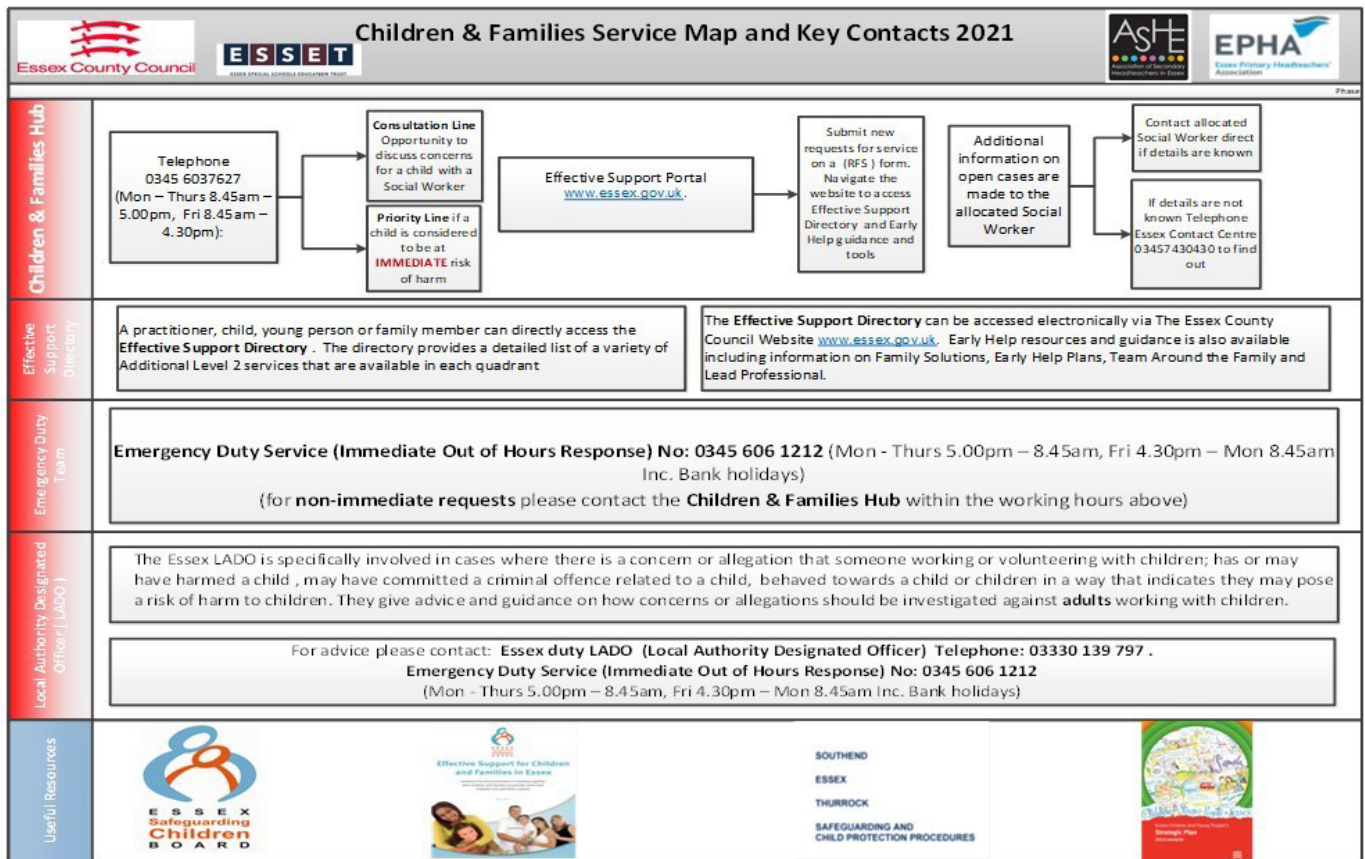 Children & Families Service Map and Key Contacts 2021
Essex County Council
ESSET
ESSEX SPECIAL SCHOOLS EDUCATION TRUST
ASHE
Association of Secondary
Headteachers in Essex
EPHA
Essex Primary Headteachers'
Association
Phase
Children & Families Hub
Telephone
0345 6037627
(Mon – Thurs 8.45am –
5.00pm, Fri 8.45am –
4.30pm):
Consultation Line
Opportunity to
discuss concerns
for a child with a
Social Worker
Priority Line if a
child is considered
to be at
IMMEDIATE risk
of harm
Effective Support Portal
www.essex.gov.uk.
Submit new
requests for service
on a (RFS ) form.
Navigate the
website to access
Effective Support
Directory and Early
Help guidance and
tools
Additional
information on
open cases are
made to the
allocated Social
Worker
Contact allocated
Social Worker direct
if details are known
If details are not
known Telephone
Essex Contact Centre
03457430430 to find
out
Effective
Support
Directory
A practitioner, child, young person or family member can directly access the
Effective Support Directory . The directory provides a detailed list of a variety of
Additional Level 2 services that are available in each quadrant
The Effective Support Directory can be accessed electronically via The Essex County
Council Website www.essex.gov.uk. Early Help resources and guidance is also available
including information on Family Solutions, Early Help Plans, Team Around the Family and
Lead Professional.
Emergency Duty
Team
Emergency Duty Service (Immediate Out of Hours Response) No: 0345 606 1212 (Mon - Thurs 5.00pm – 8.45am, Fri 4.30pm – Mon 8.45am
Inc. Bank holidays)
(for non-immediate requests please contact the Children & Families Hub within the working hours above)
Local Authority Designated
Officer ( LADO )
The Essex LADO is specifically involved in cases where there is a concern or allegation that someone working or volunteering with children; has or may
have harmed a child , may have committed a criminal offence related to a child, behaved towards a child or children in a way that indicates they may pose
a risk of harm to children. They give advice and guidance on how concerns or allegations should be investigated against adults working with children.
For advice please contact: Essex duty LADO (Local Authority Designated Officer) Telephone: 03330 139 797 .
Emergency Duty Service (Immediate Out of Hours Response) No: 0345 606 1212
(Mon - Thurs 5.00pm – 8.45am, Fri 4.30pm – Mon 8.45am Inc. Bank holidays)
Useful Resources
ESSEX
Safeguarding
Children
BOARD
Effective Support for Children
and Families in Essex
SOUTHEND
ESSEX
THURROCK
SAFEGUARDING AND
CHILD PROTECTION PROCEDURES
Essex Children and Young People's
Strategic Plan